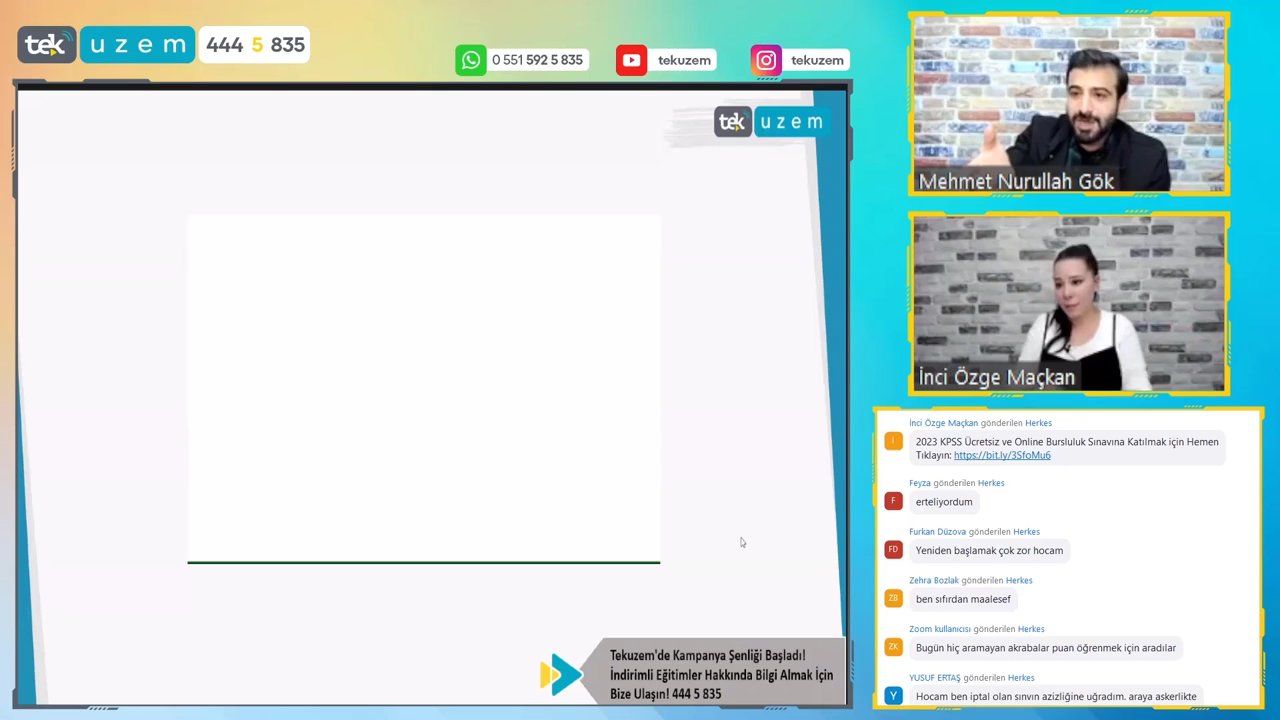 tek uzem 444 5 835
0 551 592 5 835
tekuzem
tekuzem
tek uzem
Mehmet Nurullah Gök
İnci Özge Maçkan
İnci Özge Maçkan gönderilen Herkes
İ
2023 KPSS Ücretsiz ve Online Bursluluk Sınavına Katılmak için Hemen
Tıklayın: https://bit.ly/3SfoMu6
Feyza gönderilen Herkes
F
erteliyordum
Furkan Düzova gönderilen Herkes
FD
Yeniden başlamak çok zor hocam
Zehra Bozlak gönderilen Herkes
ZB
ben sıfırdan maalesef
Zoom kullanıcısı gönderilen Herkes
ZK
Bugün hiç aramayan akrabalar puan öğrenmek için aradılar
YUSUF ERTAŞ gönderilen Herkes
Y
Hocam ben iptal olan sınvın azizliğine uğradım. araya askerlikte
Tekuzem'de Kampanya Şenliği Başladı!
İndirimli Eğitimler Hakkında Bilgi Almak İçin
Bize Ulaşın! 444 5 835